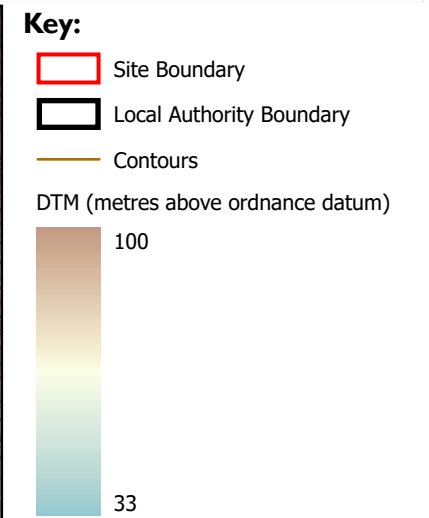 Key:
Site Boundary
Local Authority Boundary
Contours
DTM (metres above ordnance datum)
100
33